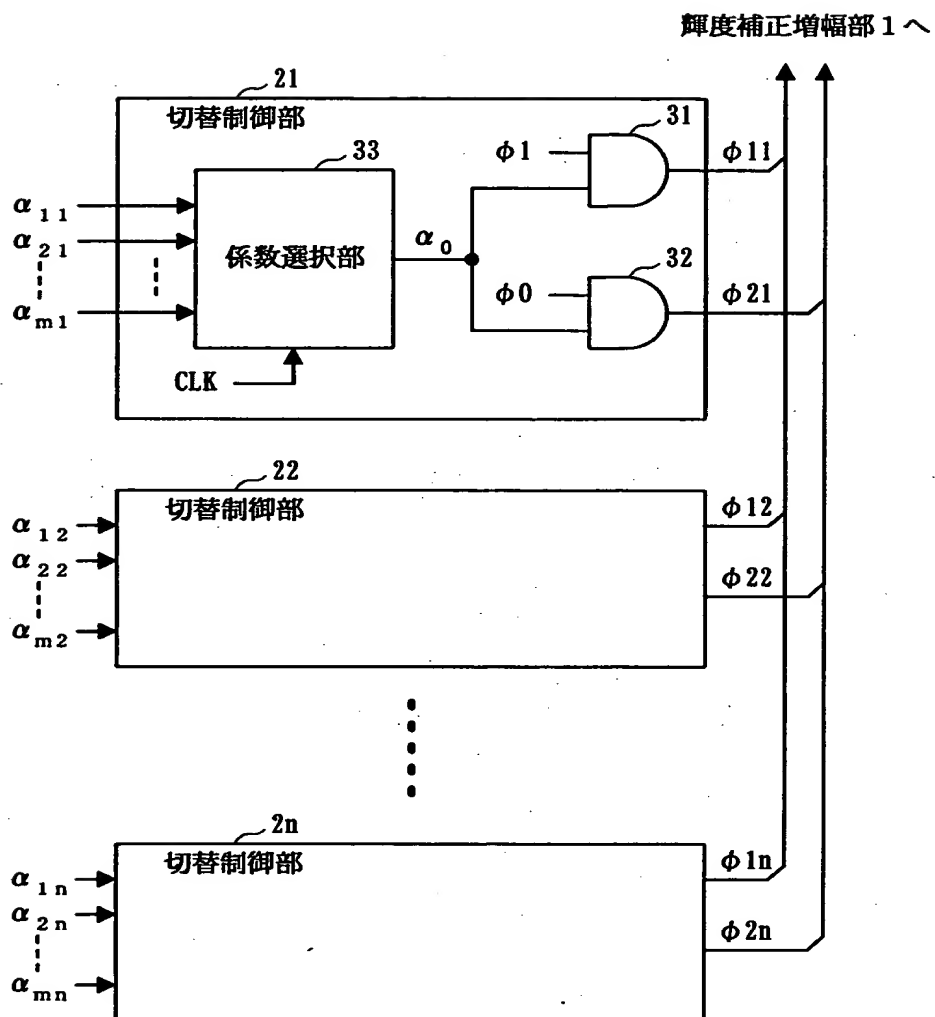 輝度補正増幅部1へ
21
切替制御部
33
31
φ1
φ11
α11
α21
αm1
係数選択部
α0
32
φ0
φ21
CLK
22
切替制御部
α12
α22
αm2
φ12
φ22
2n
切替制御部
α1n
α2n
αmn
φ1n
φ2n